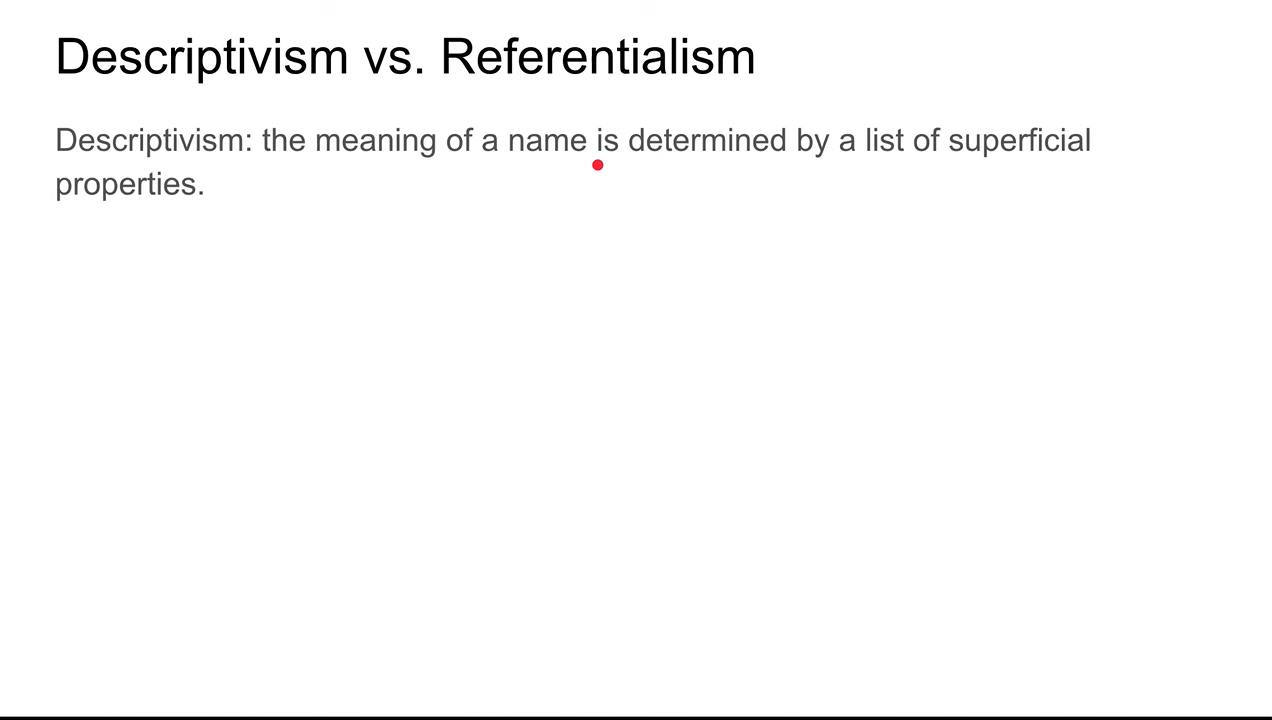 Descriptivism vs. Referentialism
Descriptivism: the meaning of a name is determined by a list of superficial
properties.